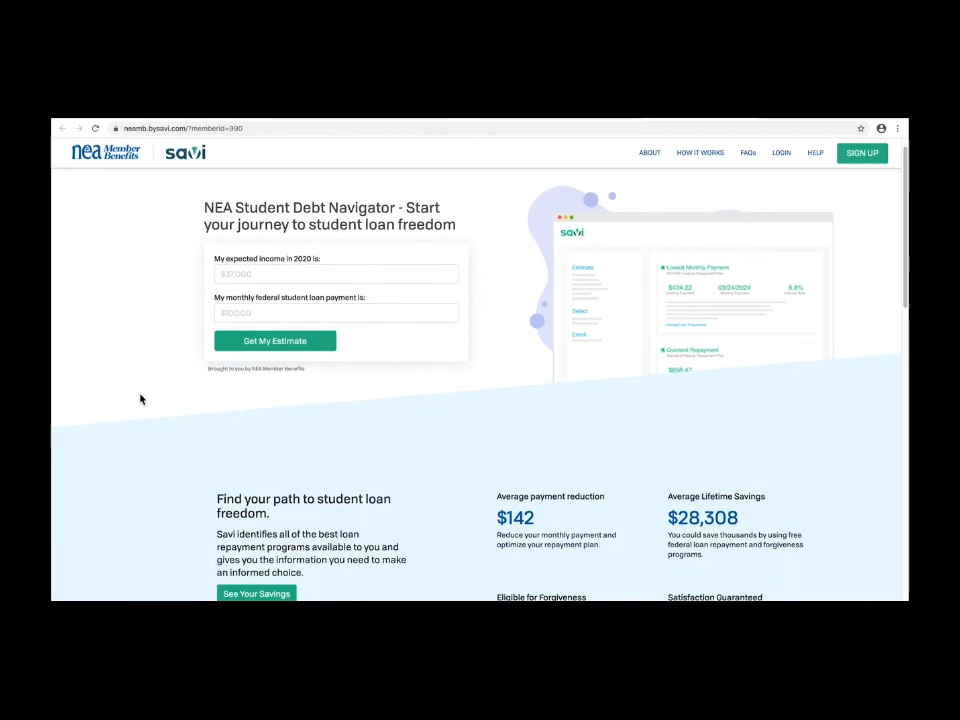 neamb.bysavi.com/?memberid=990
nea Member Benefits
savi
ABOUT
HOW IT WORKS
FAQs
LOGIN
HELP
SIGN UP
NEA Student Debt Navigator - Start
your journey to student loan freedom
My expected income in 2020 is:
$37,000
My monthly federal student loan payment is:
$100.00
Get My Estimate
Brought to you by NEA Member Benefits
savi
Estimate
Select
Enroll
Lowest Monthly Payment
$424.22
03/24/2024
6.8%
Quickest Repayment
Find your path to student loan
freedom.
Savi identifies all of the best loan
repayment programs available to you and
gives you the information you need to make
an informed choice.
See Your Savings
Average payment reduction
$142
Reduce your monthly payment and
optimize your repayment plan.
Average Lifetime Savings
$28,308
You could save thousands by using free
federal loan repayment and forgiveness
programs.
Eligible for Forgiveness
Satisfaction Guaranteed